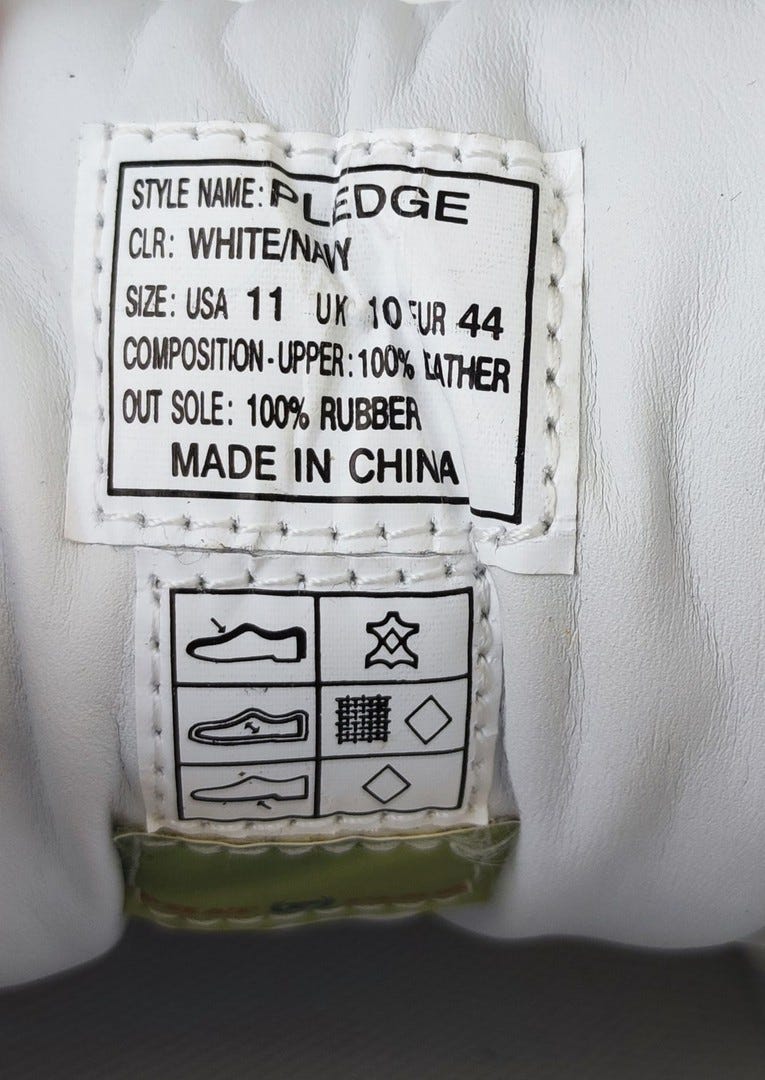 STYLE NAME: PLEDGE
CLR: WHITE/NAVY
SIZE: USA 11 UK 10 EUR 44
COMPOSITION - UPPER: 100% LEATHER
OUT SOLE: 100% RUBBER
MADE IN CHINA